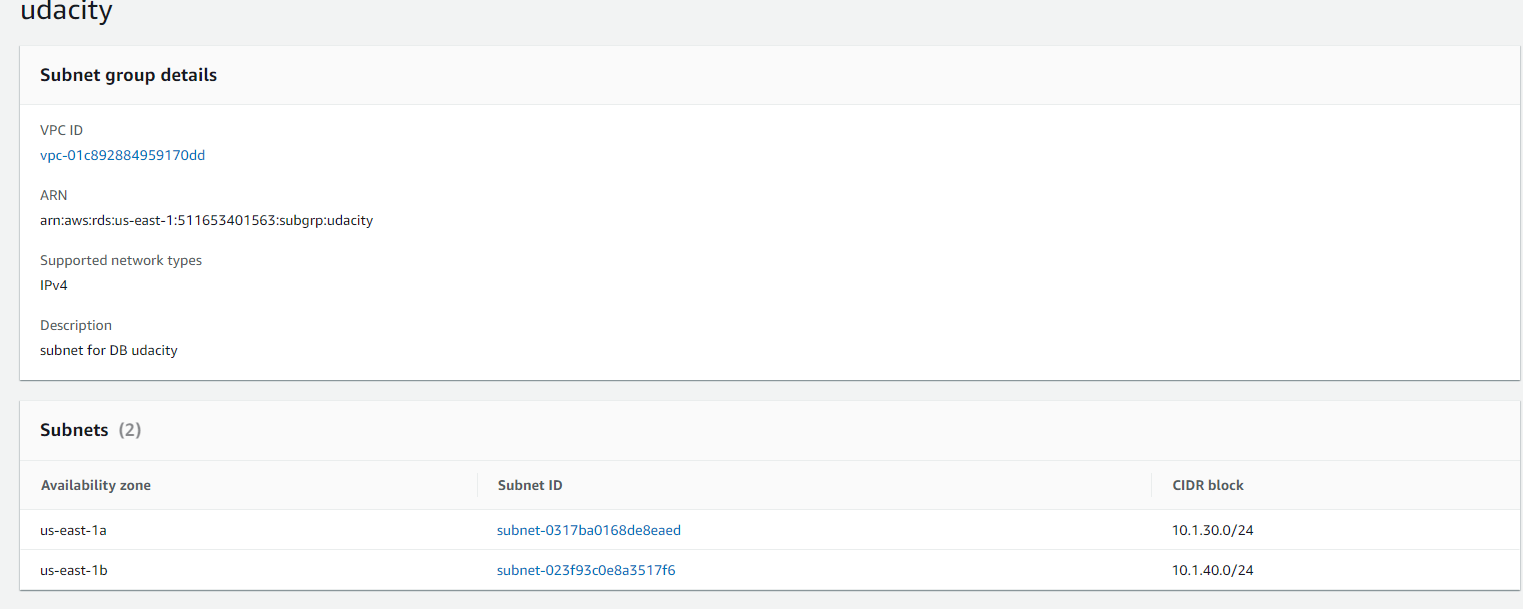 udacity
Subnet group details
VPC ID
vpc-01c892884959170dd
ARN
arn:aws:rds:us-east-1:511653401563:subgrp:udacity
Supported network types
IPv4
Description
subnet for DB udacity
Subnets (2)
Availability zone Subnet ID CIDR block
us-east-1a subnet-0317ba0168de8eaed 10.1.30.0/24
us-east-1b subnet-023f93c0e8a3517f6 10.1.40.0/24